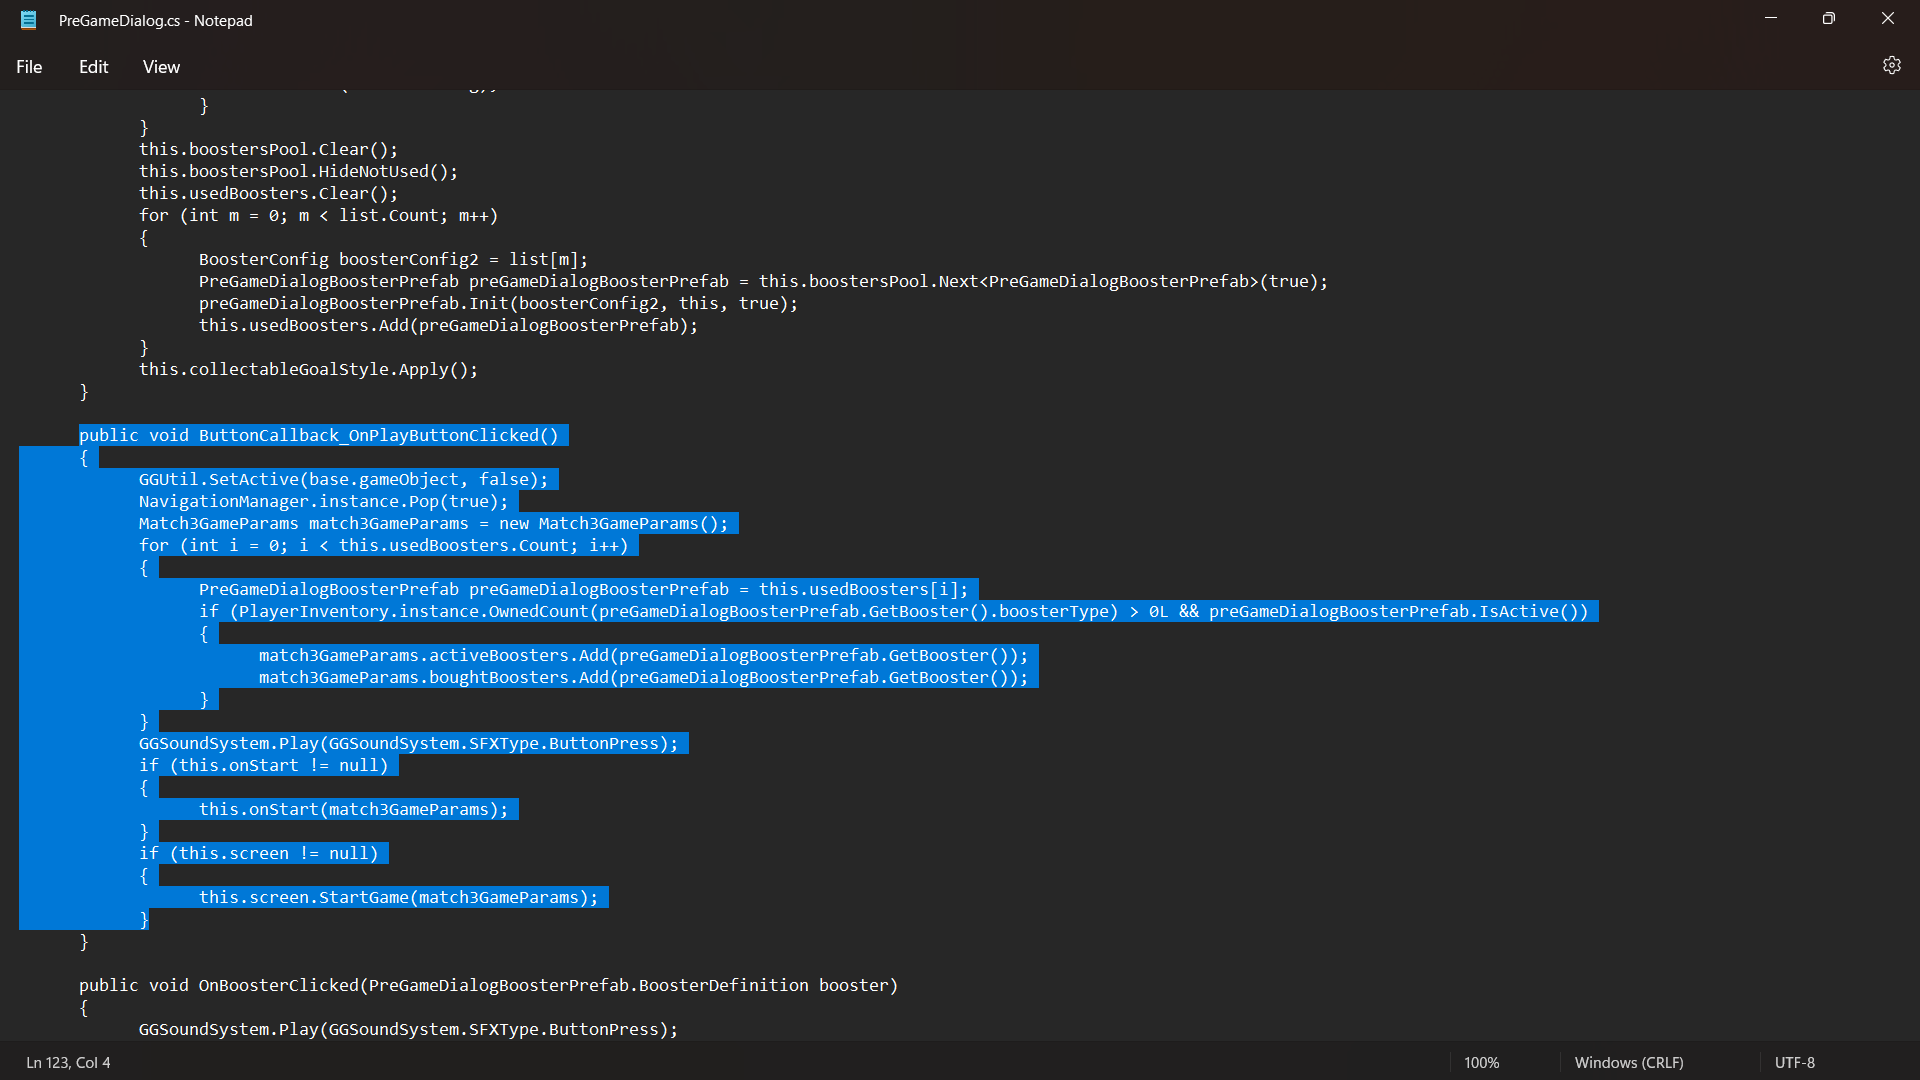 PreGameDialog.cs - Notepad
File Edit View
}
}
this.boostersPool.Clear();
this.boostersPool.HideNotUsed();
this.usedBoosters.Clear();
for (int m = 0; m < list.Count; m++)
{
BoosterConfig boosterConfig2 = list[m];
PreGameDialogBoosterPrefab preGameDialogBoosterPrefab = this.boostersPool.Next<PreGameDialogBoosterPrefab>(true);
preGameDialogBoosterPrefab.Init(boosterConfig2, this, true);
this.usedBoosters.Add(preGameDialogBoosterPrefab);
}
this.collectableGoalStyle.Apply();
}
public void ButtonCallback_OnPlayButtonClicked()
{
GGUtil.SetActive(base.gameObject, false);
NavigationManager.instance.Pop(true);
Match3GameParams match3GameParams = new Match3GameParams();
for (int i = 0; i < this.usedBoosters.Count; i++)
{
PreGameDialogBoosterPrefab preGameDialogBoosterPrefab = this.usedBoosters[i];
if (PlayerInventory.instance.OwnedCount(preGameDialogBoosterPrefab.GetBooster().boosterType) > 0L && preGameDialogBoosterPrefab.IsActive())
{
match3GameParams.activeBoosters.Add(preGameDialogBoosterPrefab.GetBooster());
match3GameParams.boughtBoosters.Add(preGameDialogBoosterPrefab.GetBooster());
}
}
GGSoundSystem.Play(GGSoundSystem.SFXType.ButtonPress);
if (this.onStart != null)
{
this.onStart(match3GameParams);
}
if (this.screen != null)
{
this.screen.StartGame(match3GameParams);
}
}
public void OnBoosterClicked(PreGameDialogBoosterPrefab.BoosterDefinition booster)
{
GGSoundSystem.Play(GGSoundSystem.SFXType.ButtonPress);
Ln 123, Col 4 100% Windows (CRLF) UTF-8